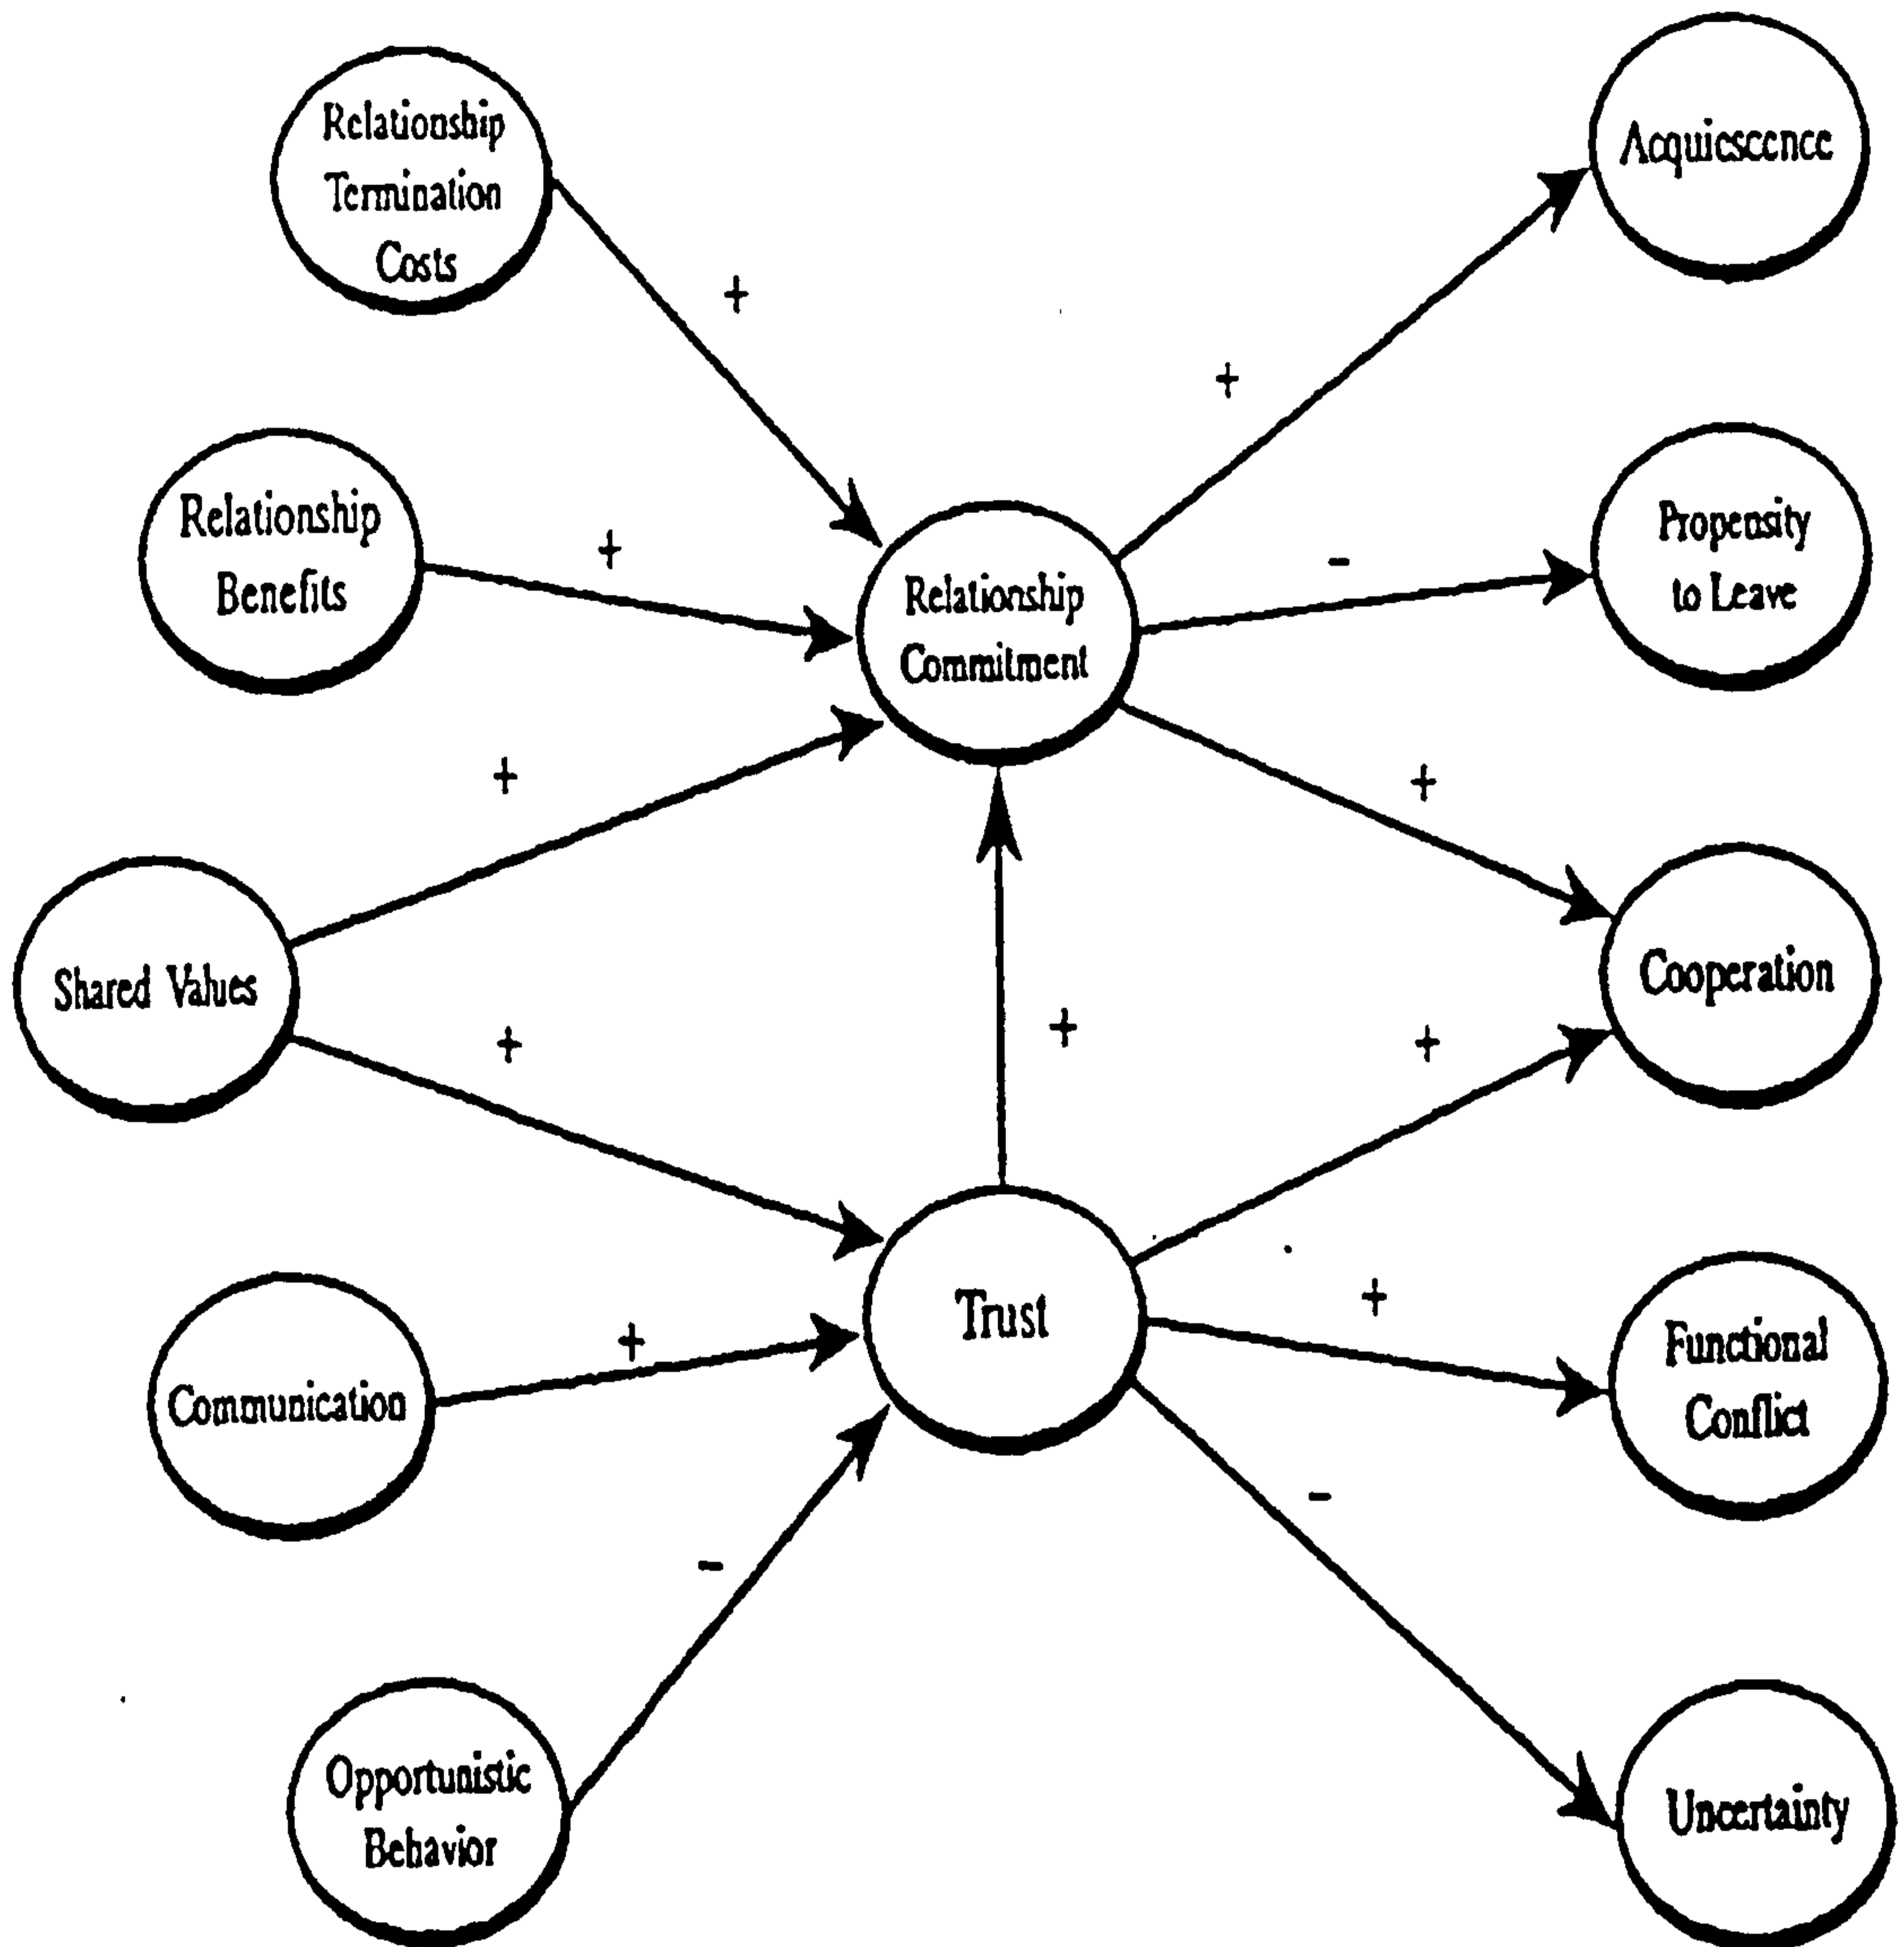 Relationship
Termination
Costs
+
Acquiescence
+
Relationship
Benefits
+
Relationship
Commitment
-
Propensity
to Leave
+
+
Shared Values
+
+
+
Cooperation
Communication
+
Trust
+
Functional
Conflict
-
-
Opportunistic
Behavior
Uncertainty